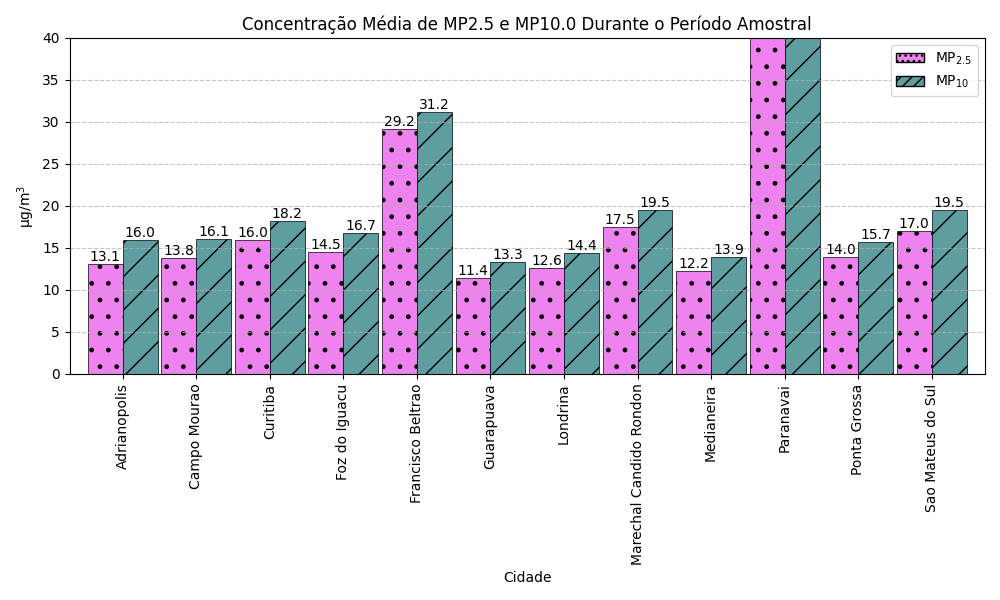 Concentração Média de MP2.5 e MP10.0 Durante o Período Amostral
MP2.5
MP10
µg/m³
40
35
30
25
20
15
10
5
0
13.1
16.0
13.8
16.1
16.0
18.2
14.5
16.7
29.2
31.2
11.4
13.3
12.6
14.4
17.5
19.5
12.2
13.9
14.0
15.7
17.0
19.5
Adrianopolis
Campo Mourao
Curitiba
Foz do Iguacu
Francisco Beltrao
Guarapuava
Londrina
Marechal Candido Rondon
Medianeira
Paranavai
Ponta Grossa
Sao Mateus do Sul
Cidade